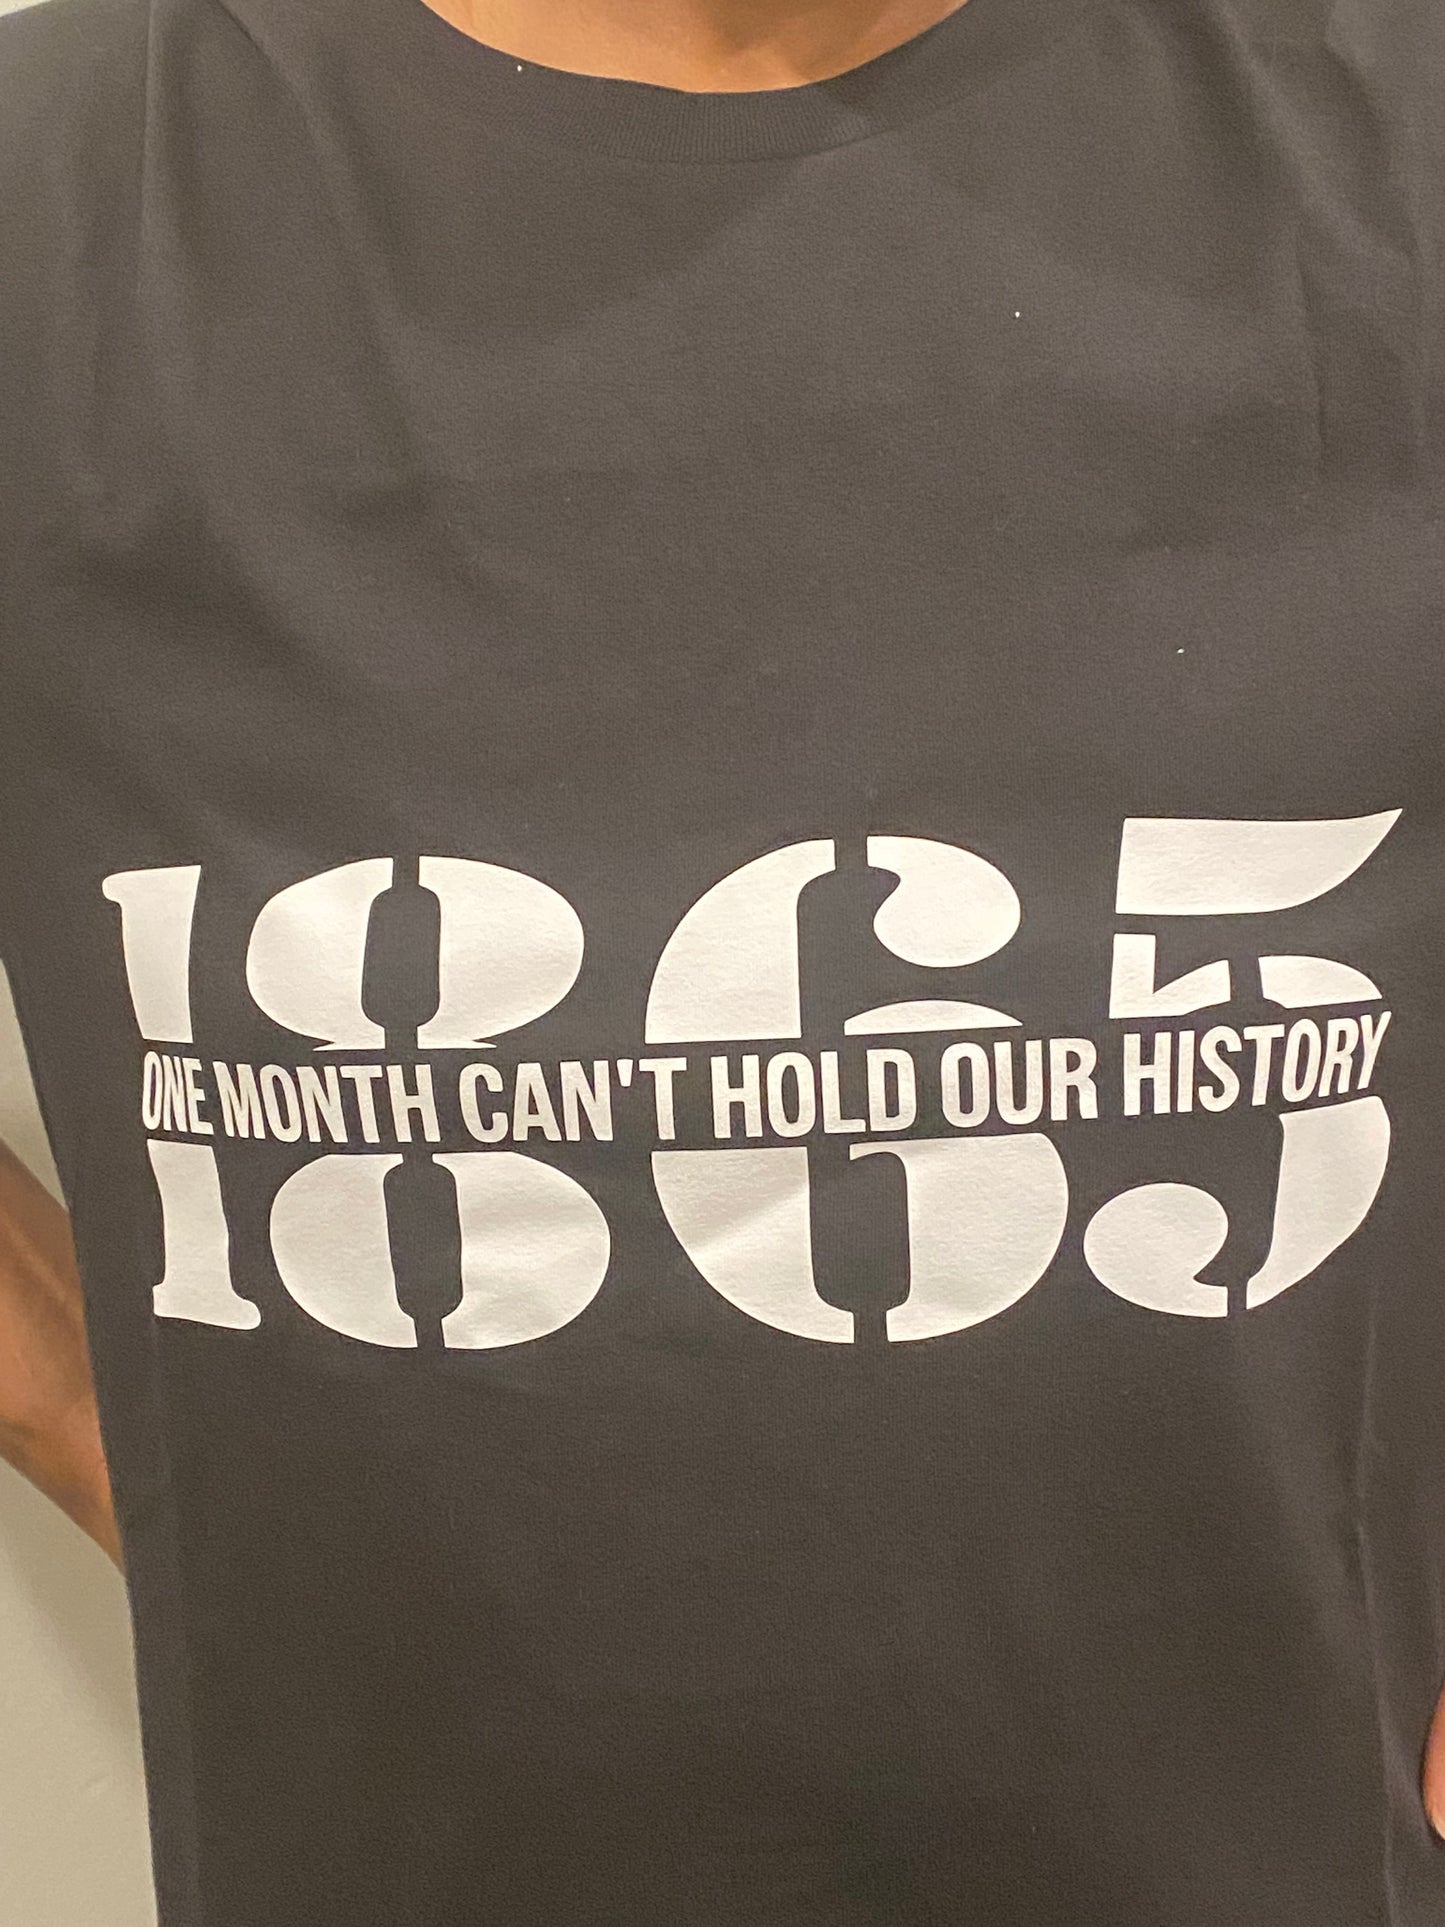 1865
ONE MONTH CAN'T HOLD OUR HISTORY